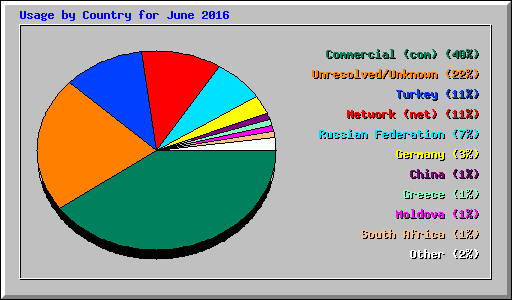 Usage by Country for June 2016
Commercial (com) (40%)
Unresolved/Unknown (22%)
Turkey (11%)
Network (net) (11%)
Russian Federation (7%)
Germany (3%)
China (1%)
Greece (1%)
Moldova (1%)
South Africa (1%)
Other (2%)